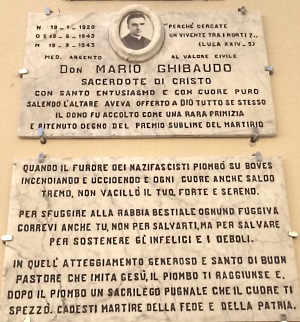 N 19-1-1920
"PERCHÈ CERCATE
O S 19-6-1943
UN VIVENTE TRA I MORTI?„
M 19-9-1943
(LUCA XXIV-5)
MED. ARGENTO AL VALORE CIVILE
DON MARIO GHIBAUDO
SACERDOTE DI CRISTO
CON SANTO ENTUSIASMO E CON CUORE PURO
SALENDO L'ALTARE AVEVA OFFERTO A DIO TUTTO SE STESSO
IL DONO FU ACCOLTO COME UNA RARA PRIMIZIA
E RITENUTO DEGNO DEL PREMIO SUBLIME DEL MARTIRIO
QUANDO IL FURORE DEI NAZIFASCISTI PIOMBÒ SU BOVES
INCENDIANDO E UCCIDENDO E OGNI CUORE ANCHE SALDO
TREMÒ, NON VACILLÒ IL TUO, FORTE E SERENO.
PER SFUGGIRE ALLA RABBIA BESTIALE OGNUNO FUGGIVA
CORREVI ANCHE TU, NON PER SALVARTI, MA PER SALVARE
PER SOSTENERE GL'INFELICI E I DEBOLI.
IN QUELL'ATTEGGIAMENTO GENEROSO E SANTO DI BUON
PASTORE CHE IMITA GESÙ, IL PIOMBO TI RAGGIUNSE E,
DOPO IL PIOMBO UN SACRILEGO PUGNALE CHE IL CUORE TI
SPEZZÒ. CADESTI MARTIRE DELLA FEDE E DELLA PATRIA.